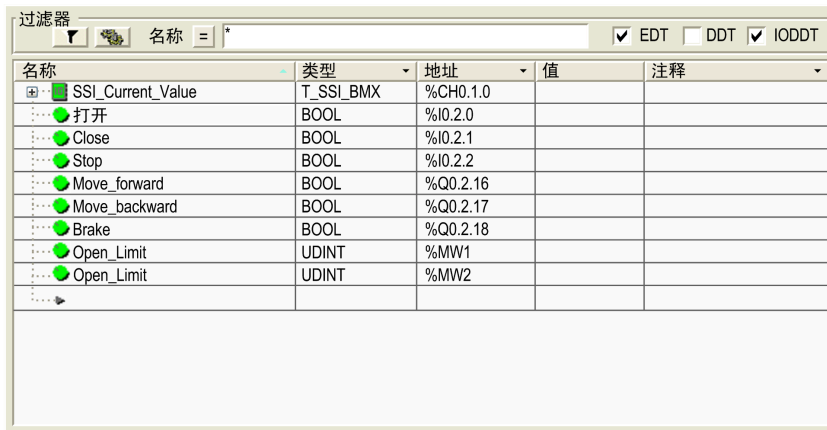 过滤器
名称 = * EDT DDT IODDT
名称 类型 地址 值 注释
SSI_Current_Value T_SSI_BMX %CH0.1.0
打开 BOOL %I0.2.0
Close BOOL %I0.2.1
Stop BOOL %I0.2.2
Move_forward BOOL %Q0.2.16
Move_backward BOOL %Q0.2.17
Brake BOOL %Q0.2.18
Open_Limit UDINT %MW1
Open_Limit UDINT %MW2